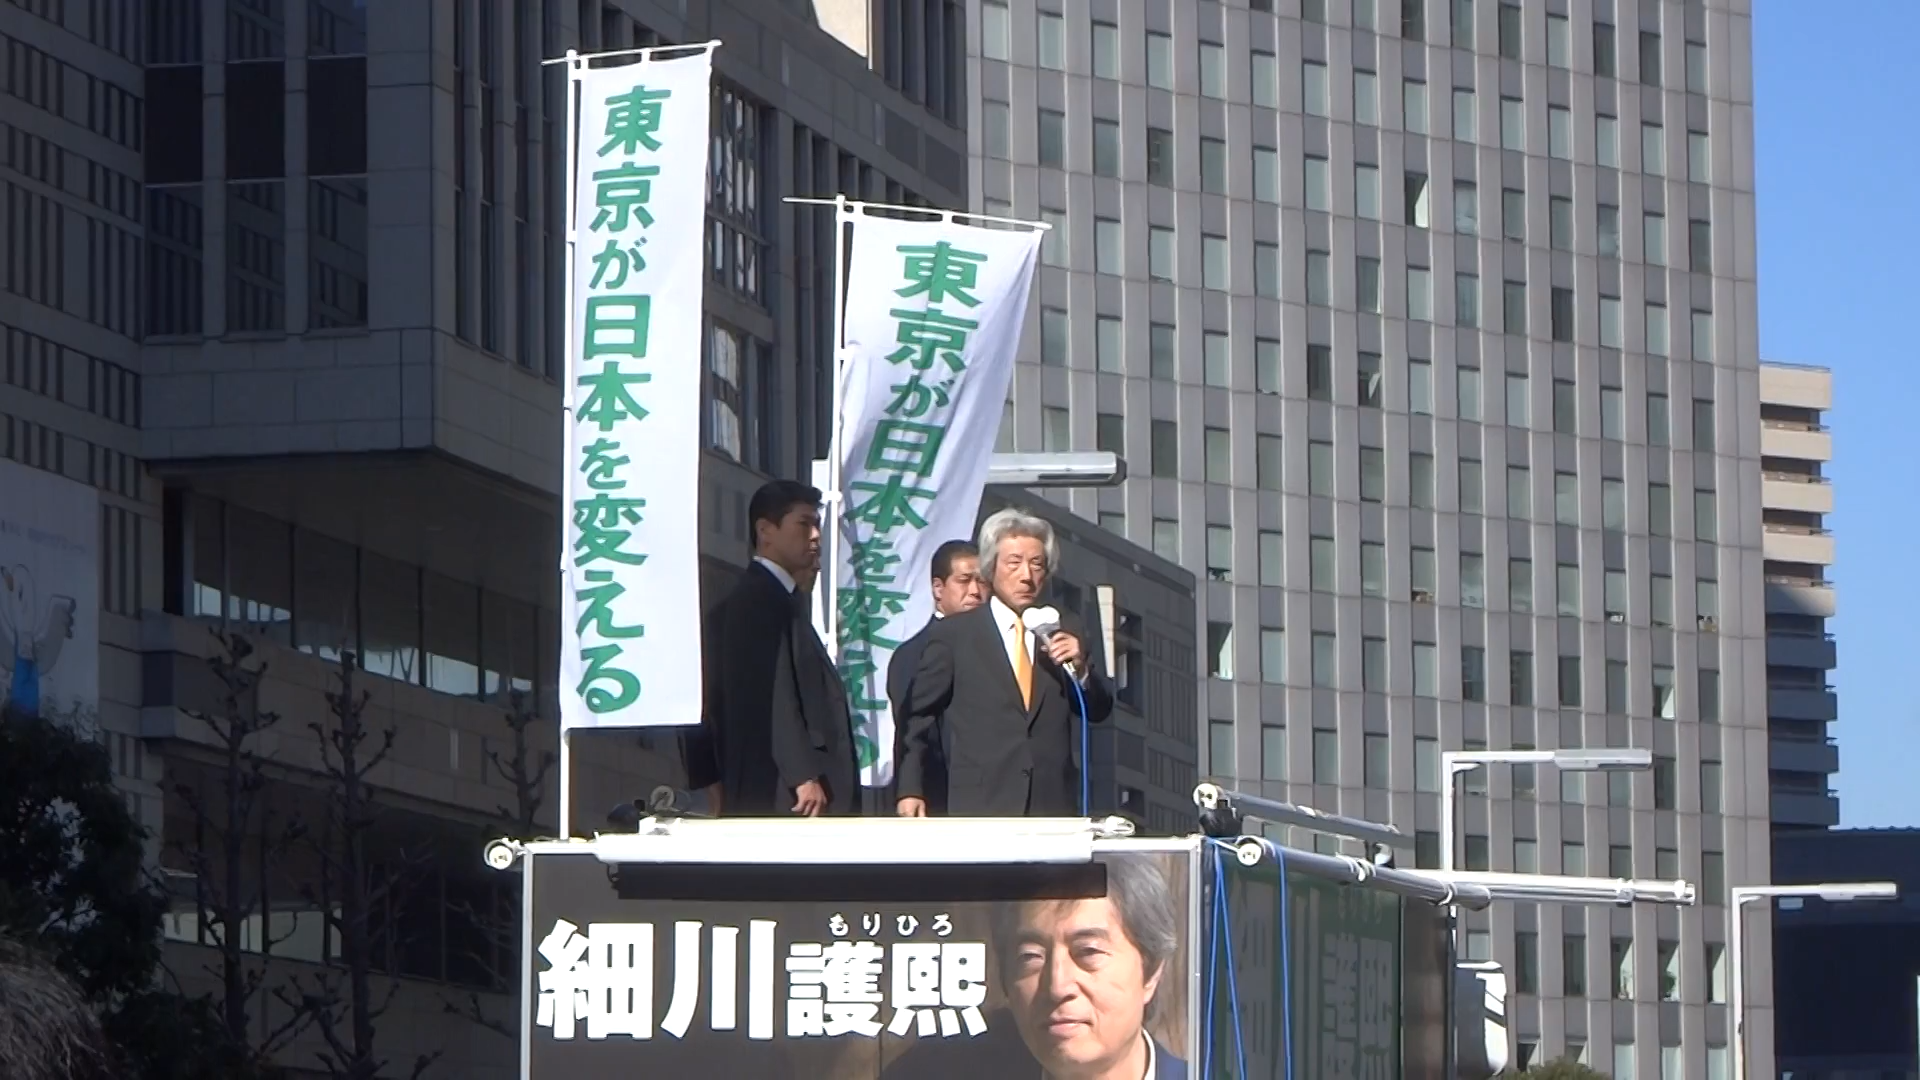 東京が日本を変える
東京が日本を変える
もりひろ
細川護熙